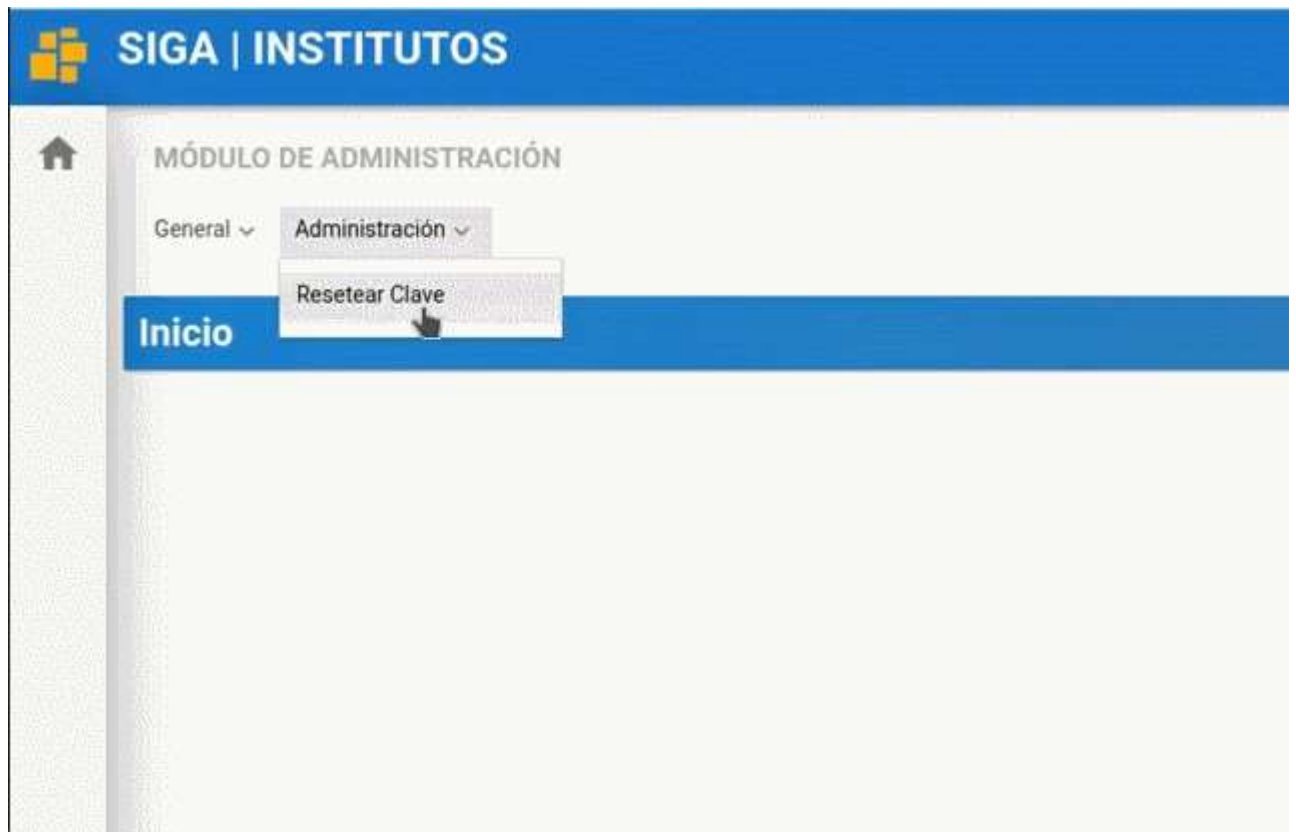 SIGA | INSTITUTOS
MÓDULO DE ADMINISTRACIÓN
General Administración
Resetear Clave
Inicio